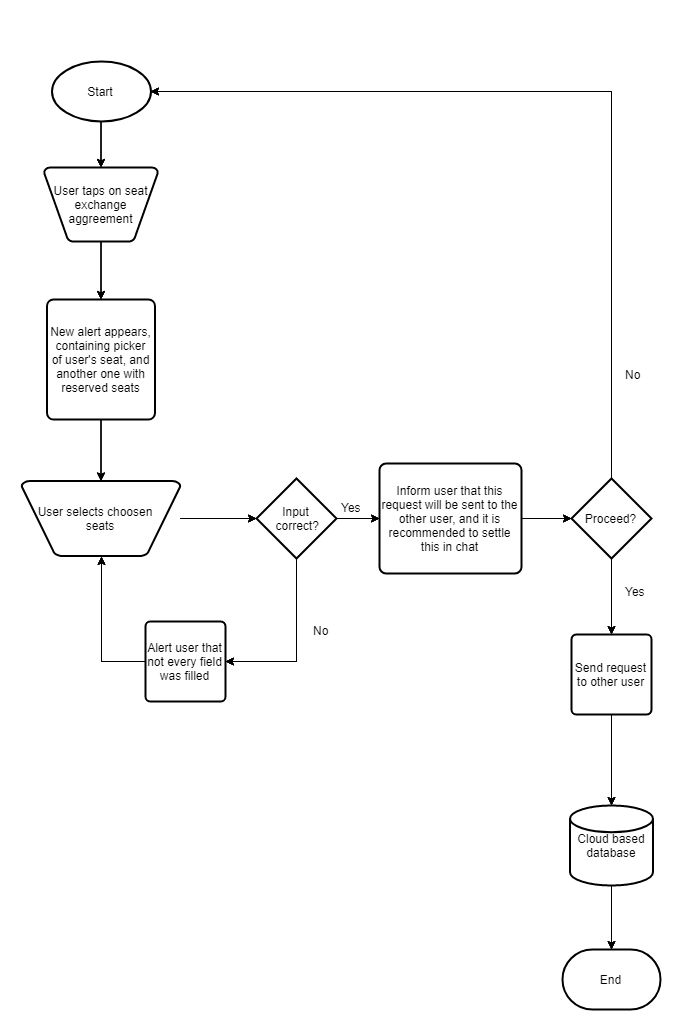 Start
User taps on seat
exchange
aggreement
New alert appears,
containing picker
of user's seat, and
another one with
reserved seats
User selects choosen
seats
Input
correct?
Yes
Inform user that this
request will be sent to the
other user, and it is
recommended to settle
this in chat
Proceed?
No
Yes
No
Alert user that
not every field
was filled
Send request
to other user
Cloud based
database
End